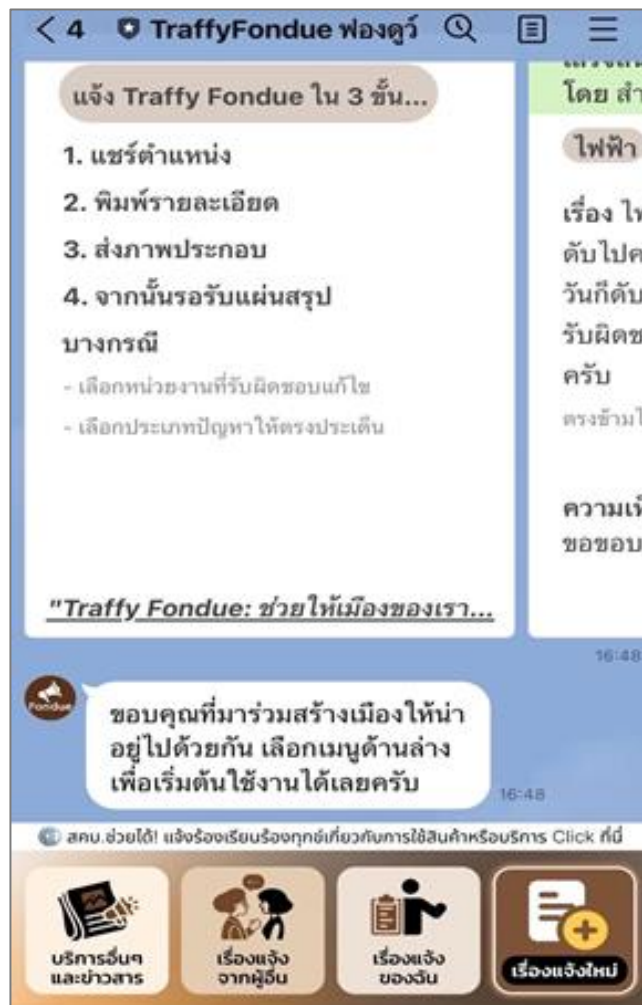 4 TraffyFondue ฟองดูว์
แจ้ง Traffy Fondue ใน 3 ขั้น...
1. แชร์ตำแหน่ง
2. พิมพ์รายละเอียด
3. ส่งภาพประกอบ
4. จากนั้นรอรับแผ่นสรุป
บางกรณี
- เลือกหน่วยงานที่รับผิดชอบแก้ไข
- เลือกประเภทปัญหาให้ตรงประเด็น
"Traffy Fondue: ช่วยให้เมืองของเรา...
โดย สำ
ไฟฟ้า
เรื่อง ไฟ
ดับไปค
วันก็ดับ
รับผิดช
ครับ
ตรงข้ามไ
ความเห็
ขอขอบ
16:48
Fondue
ขอบคุณที่มาร่วมสร้างเมืองให้น่า
อยู่ไปด้วยกัน เลือกเมนูด้านล่าง
เพื่อเริ่มต้นใช้งานได้เลยครับ
16:48
สคบ.ช่วยได้! แจ้งร้องเรียนร้องทุกข์เกี่ยวกับการใช้สินค้าหรือบริการ Click ที่นี่
บริการอื่นๆ
และข่าวสาร
เรื่องแจ้ง
จากผู้อื่น
เรื่องแจ้ง
ของฉัน
เรื่องแจ้งใหม่